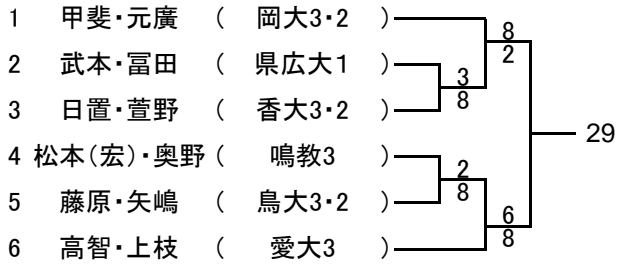 1 甲斐・元廣 ( 岡大3・2 )
8
2
2 武本・冨田 ( 県広大1 )
3
8
3 日置・萱野 ( 香大3・2 )
29
4 松本(宏)・奥野 ( 鳴教3 )
2
8
5 藤原・矢嶋 ( 鳥大3・2 )
6
8
6 高智・上枝 ( 愛大3 )